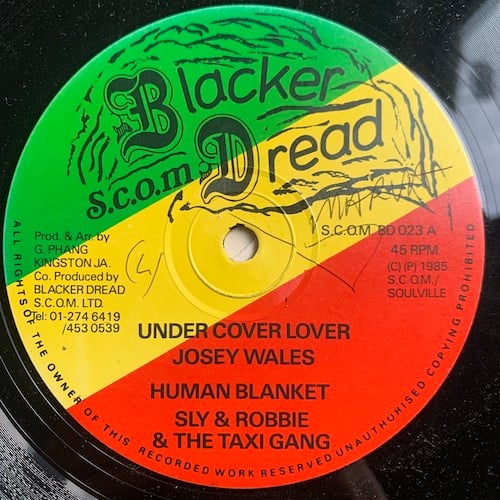 Blacker
Dread
S.C.O.M.
Prod. & Arr. by
G. PHANG
KINGSTON JA.
Co. Produced by
BLACKER DREAD
S.C.O.M. LTD.
Tel: 01-274 6419
/453 0539
S.C.O.M. BD 023 A
45 RPM
(C) (P) 1985
S.C.O.M./
SOULVILLE
UNDER COVER LOVER
JOSEY WALES
HUMAN BLANKET
SLY & ROBBIE
& THE TAXI GANG
ALL RIGHTS OF THE OWNER OF THIS RECORDED WORK RESERVED UNAUTHORISED COPYING PROHIBITED